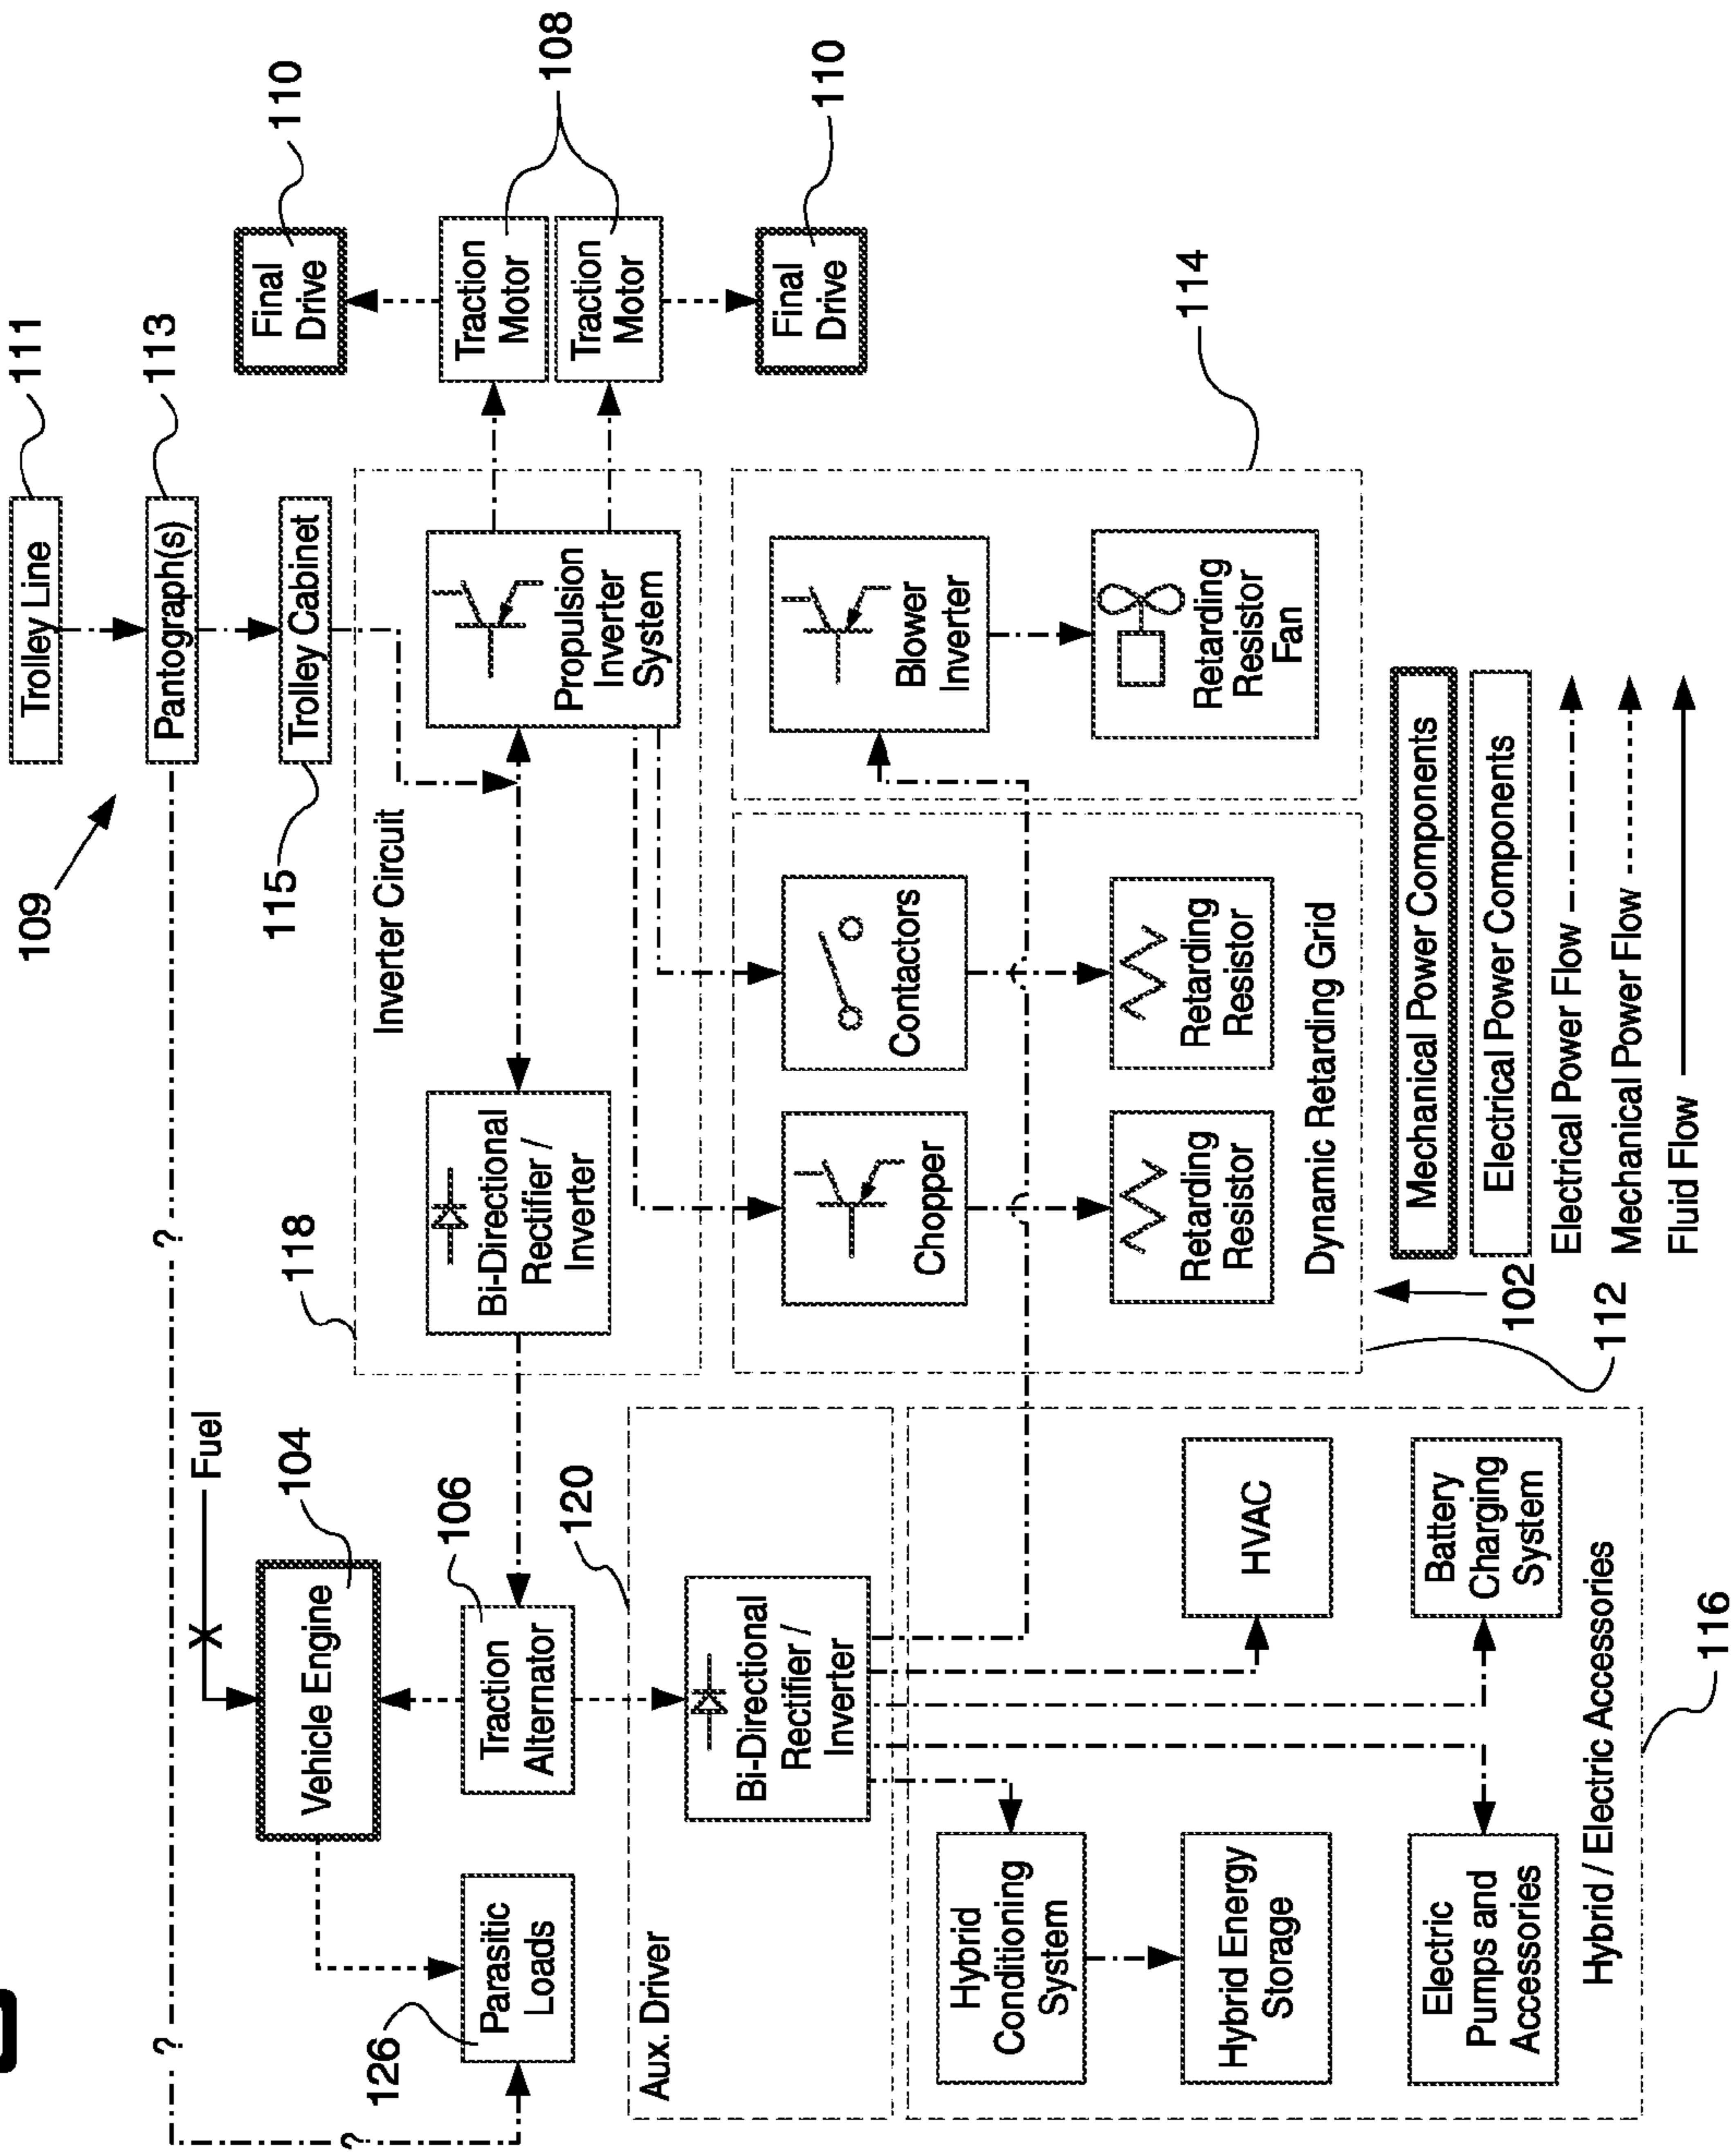 109
Trolley Line
111
Pantograph(s)
113
Trolley Cabinet
115
?
?
?
Fuel
X
Vehicle Engine
104
Parasitic
Loads
126
Traction
Alternator
106
118
Inverter Circuit
Bi-Directional
Rectifier /
Inverter
Propulsion
Inverter
System
Traction
Motor
Traction
Motor
108
Final
Drive
110
Final
Drive
110
Aux. Driver
120
Bi-Directional
Rectifier /
Inverter
Chopper
Contactors
Retarding
Resistor
Retarding
Resistor
Dynamic Retarding Grid
112
102
Blower
Inverter
Retarding
Resistor
Fan
114
Hybrid
Conditioning
System
HVAC
Hybrid Energy
Storage
Electric
Pumps and
Accessories
Battery
Charging
System
Hybrid / Electric Accessories
116
Mechanical Power Components
Electrical Power Components
Electrical Power Flow
Mechanical Power Flow
Fluid Flow